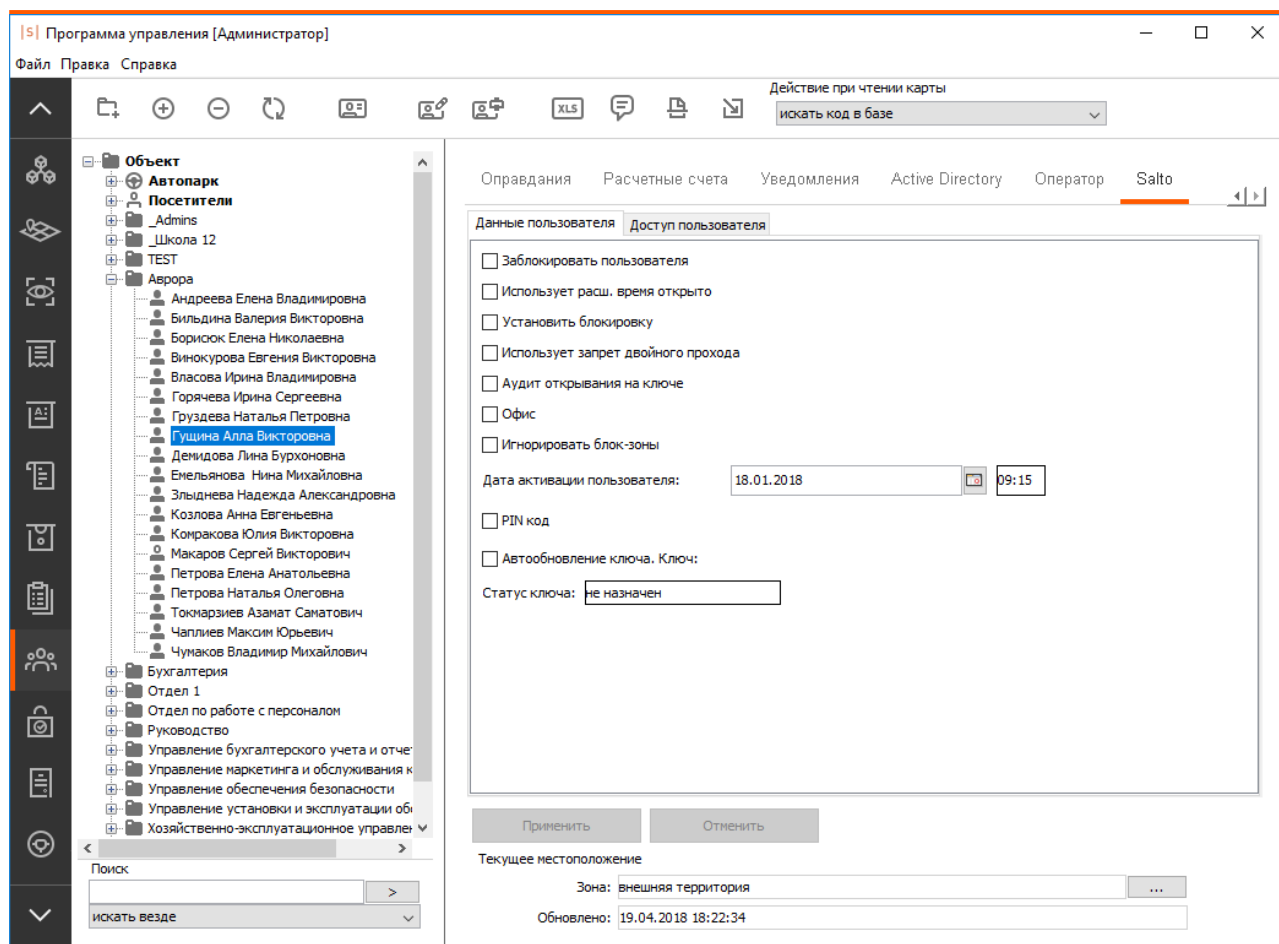 |S| Программа управления [Администратор]
Файл Правка Справка
Действие при чтении карты
XLS
искать код в базе
Объект
Автопарк
Посетители
_Admins
_Школа 12
TEST
Аврора
Андреева Елена Владимировна
Бильдина Валерия Викторовна
Борисюк Елена Николаевна
Винокурова Евгения Викторовна
Власова Ирина Владимировна
Горячева Ирина Сергеевна
Груздева Наталья Петровна
Гущина Алла Викторовна
Демидова Лина Бурхоновна
Емельянова Нина Михайловна
Злыднева Надежда Александровна
Козлова Анна Евгеньевна
Комракова Юлия Викторовна
Макаров Сергей Викторович
Петрова Елена Анатольевна
Петрова Наталья Олеговна
Токмарзиев Азамат Саматович
Чаплиев Максим Юрьевич
Чумаков Владимир Михайлович
Бухгалтерия
Отдел 1
Отдел по работе с персоналом
Руководство
Управление бухгалтерского учета и отчет
Управление маркетинга и обслуживания к
Управление обеспечения безопасности
Управление установки и эксплуатации об
Хозяйственно-эксплуатационное управлен
Поиск
>
искать везде
Оправдания Расчетные счета Уведомления Active Directory Оператор Salto
Данные пользователя Доступ пользователя
Заблокировать пользователя
Использует расш. время открыто
Установить блокировку
Использует запрет двойного прохода
Аудит открывания на ключе
Офис
Игнорировать блок-зоны
Дата активации пользователя: 18.01.2018 09:15
PIN код
Автообновление ключа. Ключ:
Статус ключа: не назначен
Применить Отменить
Текущее местоположение
Зона: внешняя территория ...
Обновлено: 19.04.2018 18:22:34